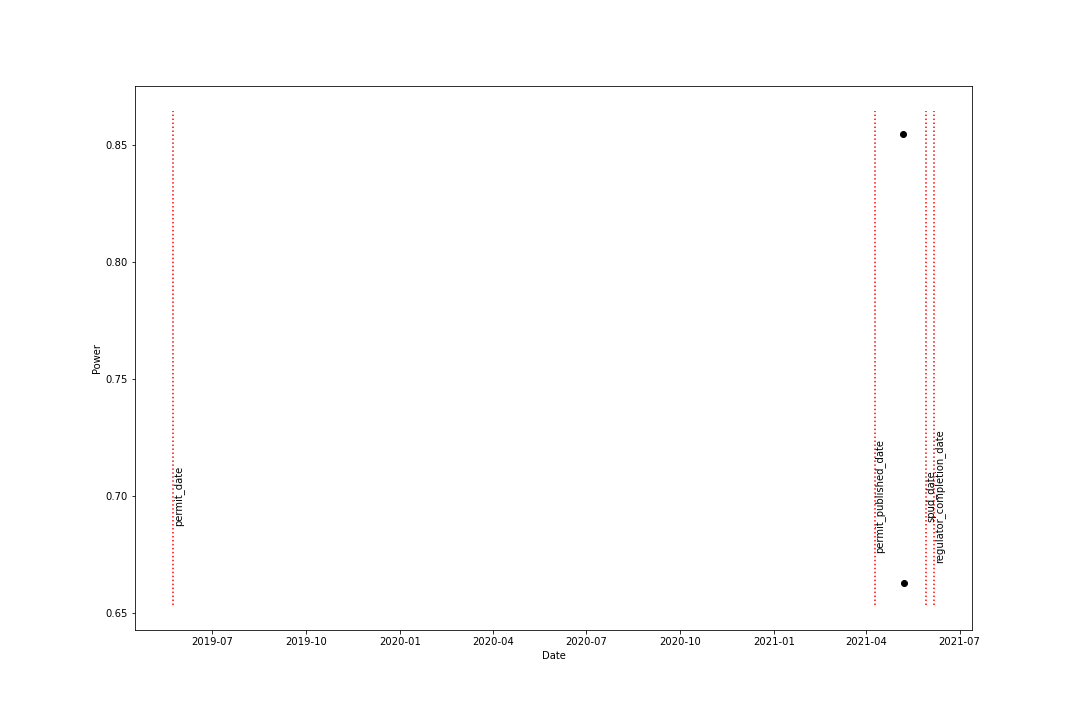 0.85
0.80
0.75
0.70
0.65
Power
permit_date
permit_published_date
spud_date
regulator_completion_date
2019-07
2019-10
2020-01
2020-04
2020-07
2020-10
2021-01
2021-04
2021-07
Date